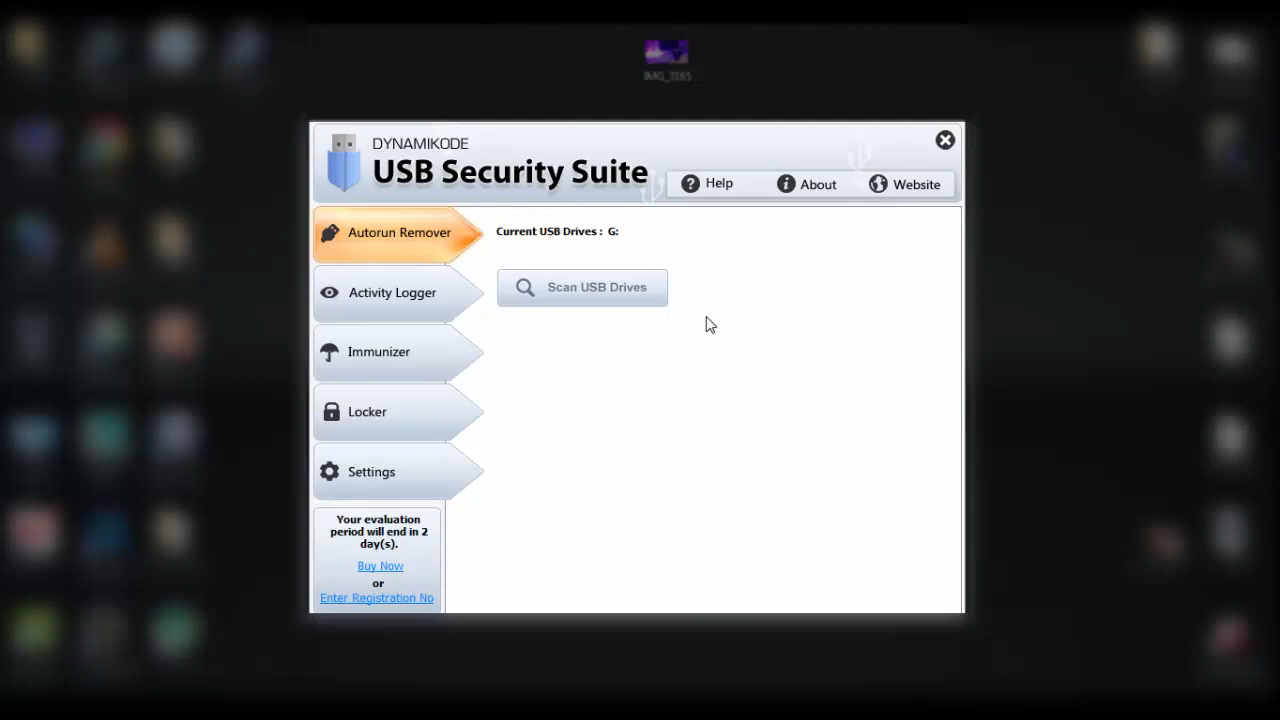 IMG_3165
DYNAMIKODE
USB Security Suite
Help
About
Website
Autorun Remover
Current USB Drives : G:
Scan USB Drives
Activity Logger
Immunizer
Locker
Settings
Your evaluation
period will end in 2
day(s).
Buy Now
or
Enter Registration No